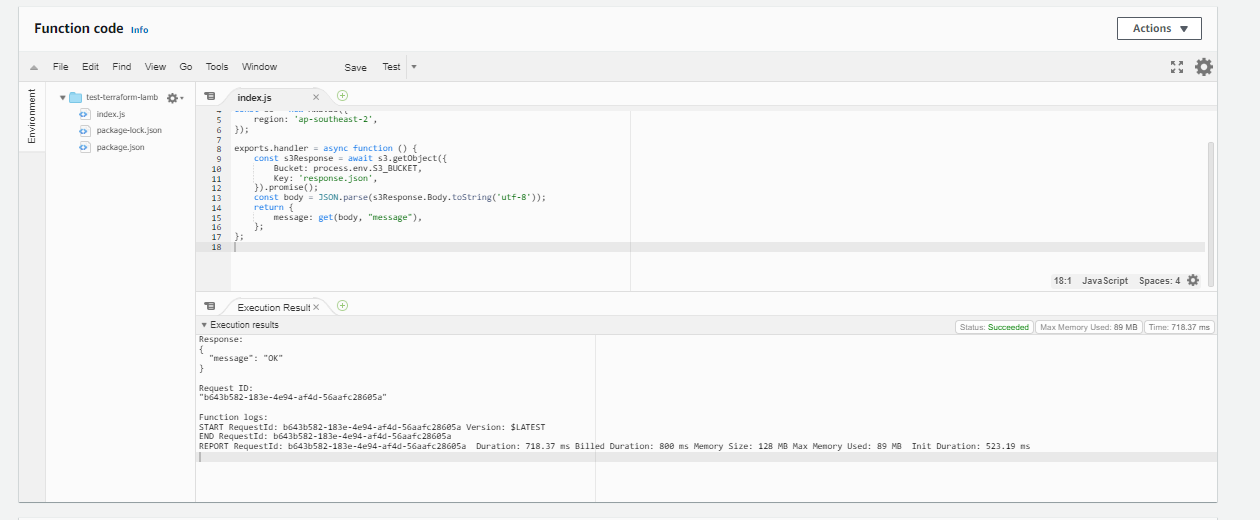 Function code Info
Actions
File Edit Find View Go Tools Window Save Test
Environment
test-terraform-lamb
index.js
package-lock.json
package.json
index.js
5 region: 'ap-southeast-2',
6 });
7
8 exports.handler = async function () {
9 const s3Response = await s3.getObject({
10 Bucket: process.env.S3_BUCKET,
11 Key: 'response.json',
12 }).promise();
13 const body = JSON.parse(s3Response.Body.toString('utf-8'));
14 return {
15 message: get(body, "message"),
16 };
17 };
18
18:1 JavaScript Spaces: 4
Execution Result
Execution results
Status: Succeeded Max Memory Used: 89 MB Time: 718.37 ms
Response:
{
"message": "OK"
}
Request ID:
"b643b582-183e-4e94-af4d-56aafc28605a"
Function logs:
START RequestId: b643b582-183e-4e94-af4d-56aafc28605a Version: $LATEST
END RequestId: b643b582-183e-4e94-af4d-56aafc28605a
REPORT RequestId: b643b582-183e-4e94-af4d-56aafc28605a Duration: 718.37 ms Billed Duration: 800 ms Memory Size: 128 MB Max Memory Used: 89 MB Init Duration: 523.19 ms